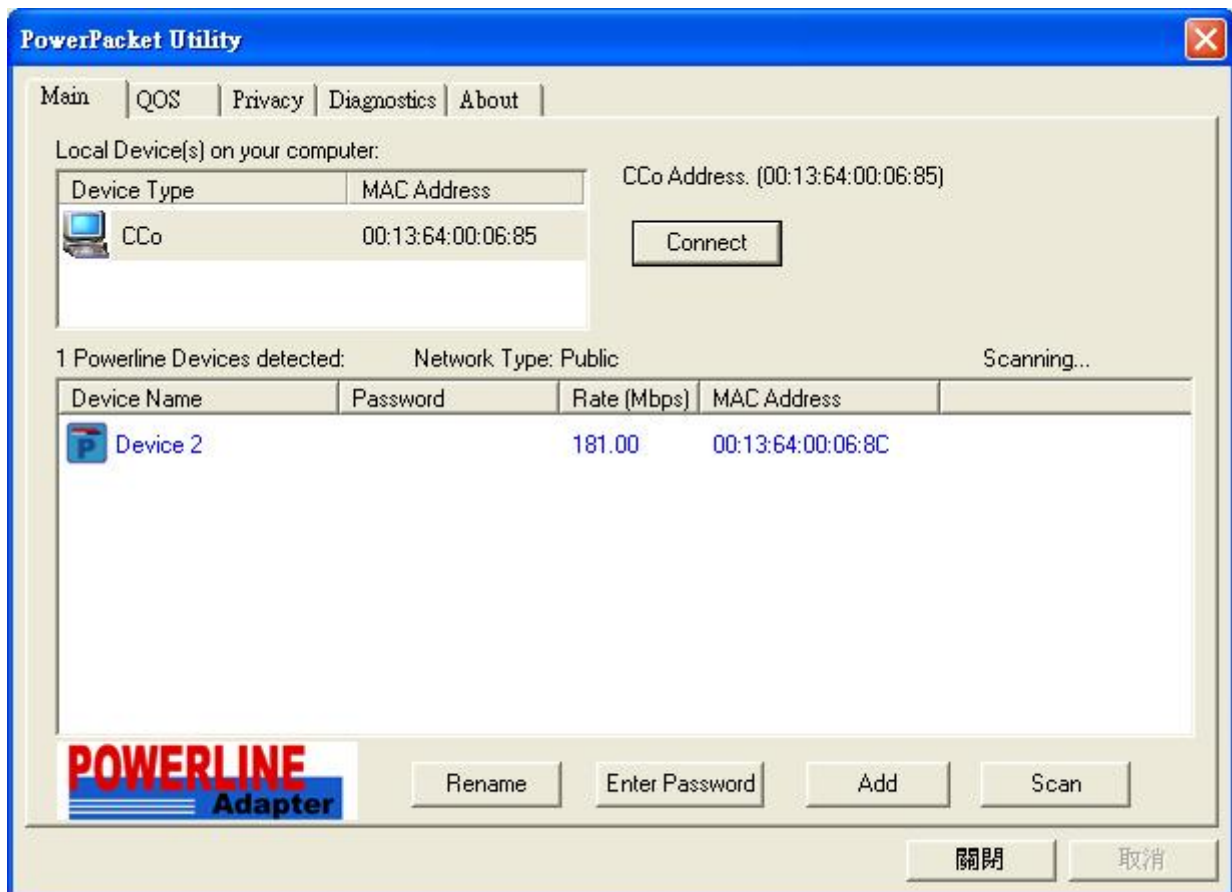 PowerPacket Utility
Main QOS Privacy Diagnostics About
Local Device(s) on your computer:
Device Type MAC Address
CCo 00:13:64:00:06:85
CCo Address. (00:13:64:00:06:85)
Connect
1 Powerline Devices detected: Network Type: Public Scanning...
Device Name Password Rate (Mbps) MAC Address
P Device 2 181.00 00:13:64:00:06:8C
POWERLINE
Adapter
Rename Enter Password Add Scan
關閉 取消